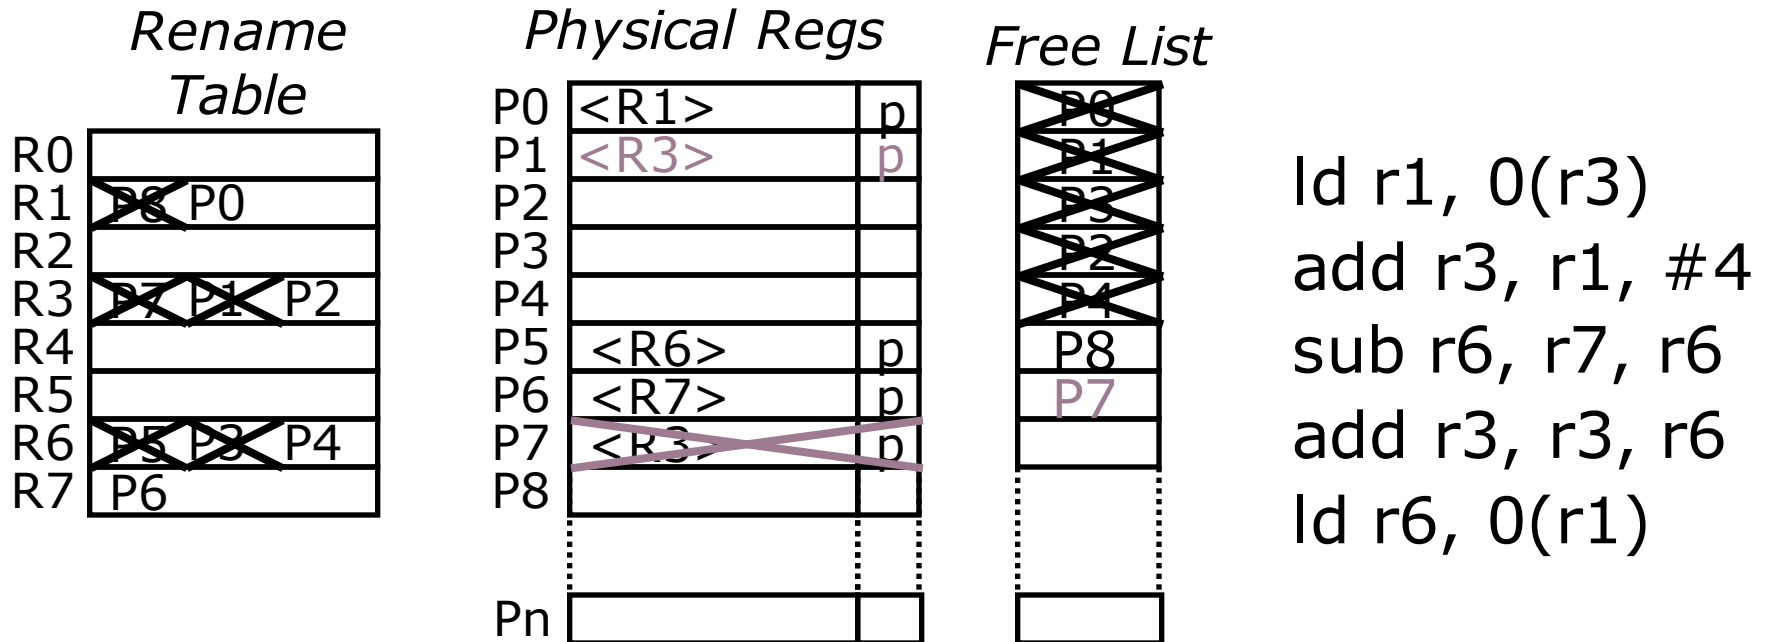 Rename Table
R0
R1 P8 P0
R2
R3 P7 P1 P2
R4
R5
R6 P5 P3 P4
R7 P6
Physical Regs
P0 <R1> p
P1 <R3> p
P2
P3
P4
P5 <R6> p
P6 <R7> p
P7 <R3> p
P8
Pn
Free List
P0
P1
P3
P2
P4
P8
P7
ld r1, 0(r3)
add r3, r1, #4
sub r6, r7, r6
add r3, r3, r6
ld r6, 0(r1)